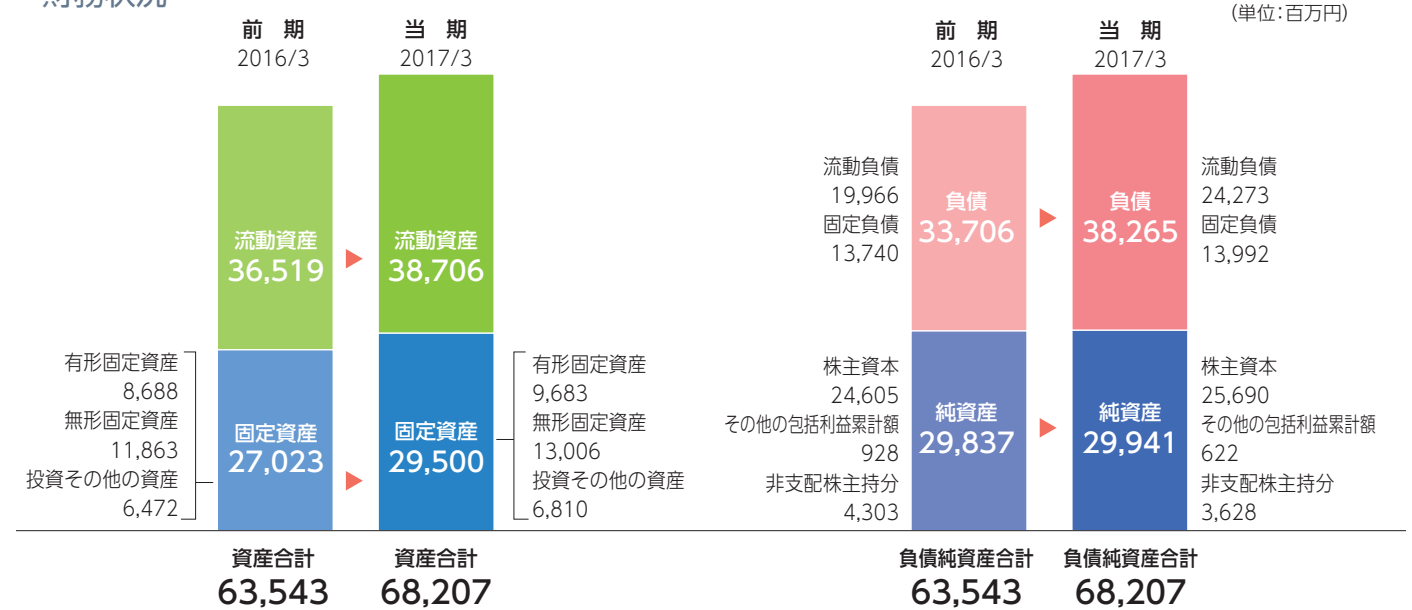 財務状況
(単位:百万円)
前 期
2016/3
当 期
2017/3
流動資産
36,519
流動資産
38,706
有形固定資産
8,688
無形固定資産
11,863
投資その他の資産
6,472
固定資産
27,023
固定資産
29,500
有形固定資産
9,683
無形固定資産
13,006
投資その他の資産
6,810
資産合計
63,543
資産合計
68,207
前 期
2016/3
当 期
2017/3
流動負債
19,966
固定負債
13,740
負債
33,706
負債
38,265
流動負債
24,273
固定負債
13,992
株主資本
24,605
その他の包括利益累計額
928
非支配株主持分
4,303
純資産
29,837
純資産
29,941
株主資本
25,690
その他の包括利益累計額
622
非支配株主持分
3,628
負債純資産合計
63,543
負債純資産合計
68,207